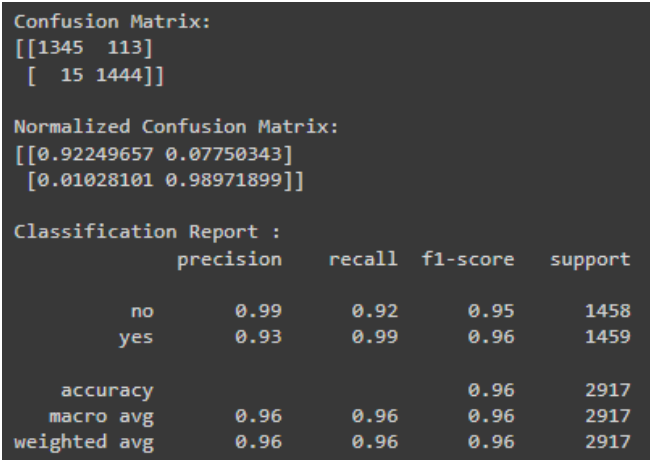 Confusion Matrix:
[[1345  113]
 [  15 1444]]
Normalized Confusion Matrix:
[[0.92249657 0.07750343]
 [0.01028101 0.98971899]]
Classification Report :
              precision    recall  f1-score   support
          no       0.99      0.92      0.95      1458
         yes       0.93      0.99      0.96      1459
    accuracy                           0.96      2917
   macro avg       0.96      0.96      0.96      2917
weighted avg       0.96      0.96      0.96      2917